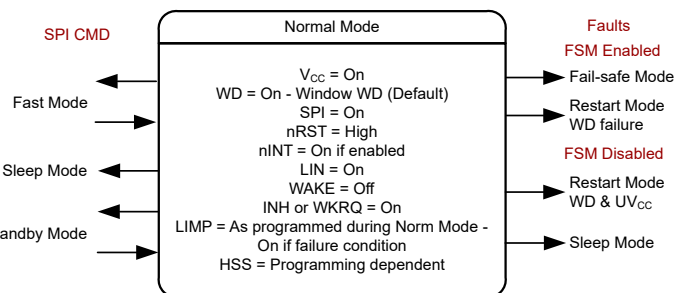 SPI CMD
Fast Mode
Sleep Mode
andby Mode
Normal Mode
V_CC = On
WD = On - Window WD (Default)
SPI = On
nRST = High
nINT = On if enabled
LIN = On
WAKE = Off
INH or WKRQ = On
LIMP = As programmed during Norm Mode -
On if failure condition
HSS = Programming dependent
Faults
FSM Enabled
Fail-safe Mode
Restart Mode
WD failure
FSM Disabled
Restart Mode
WD & UV_CC
Sleep Mode